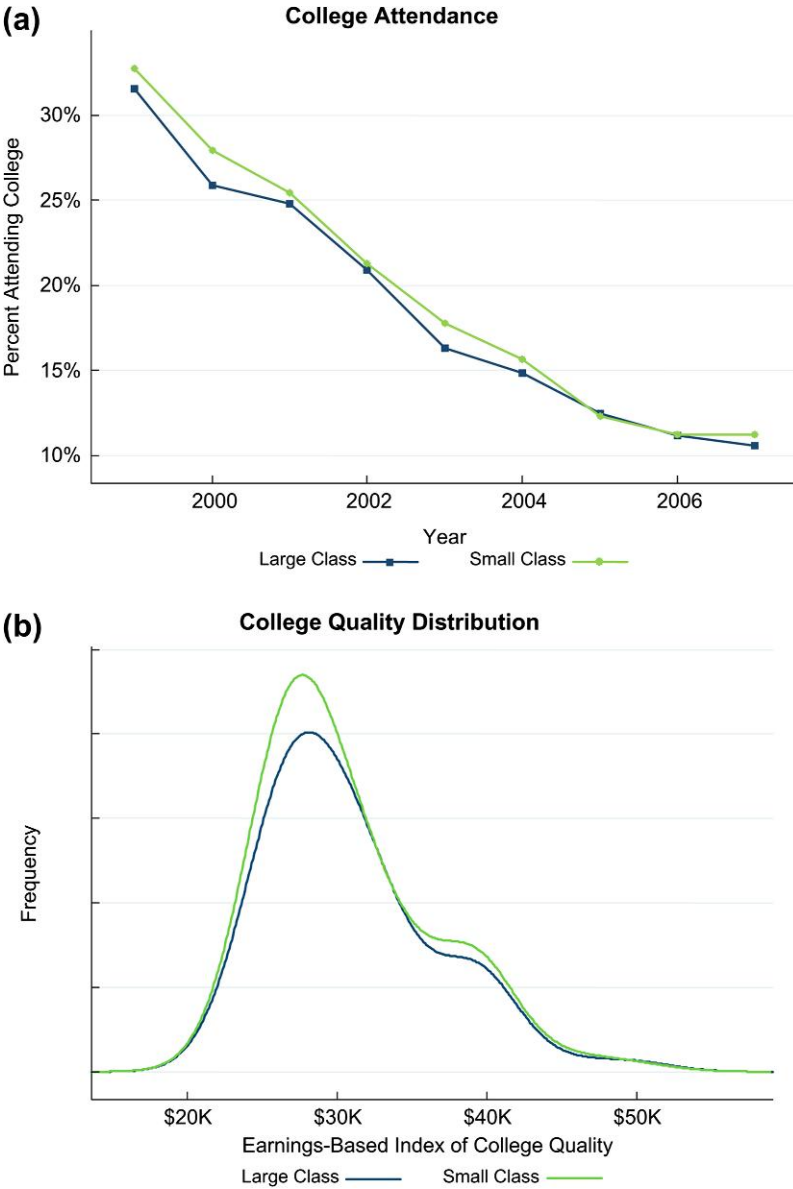 (a)
College Attendance
Percent Attending College
30%
25%
20%
15%
10%
2000 2002 2004 2006
Year
Large Class Small Class
(b)
College Quality Distribution
Frequency
$20K $30K $40K $50K
Earnings-Based Index of College Quality
Large Class Small Class